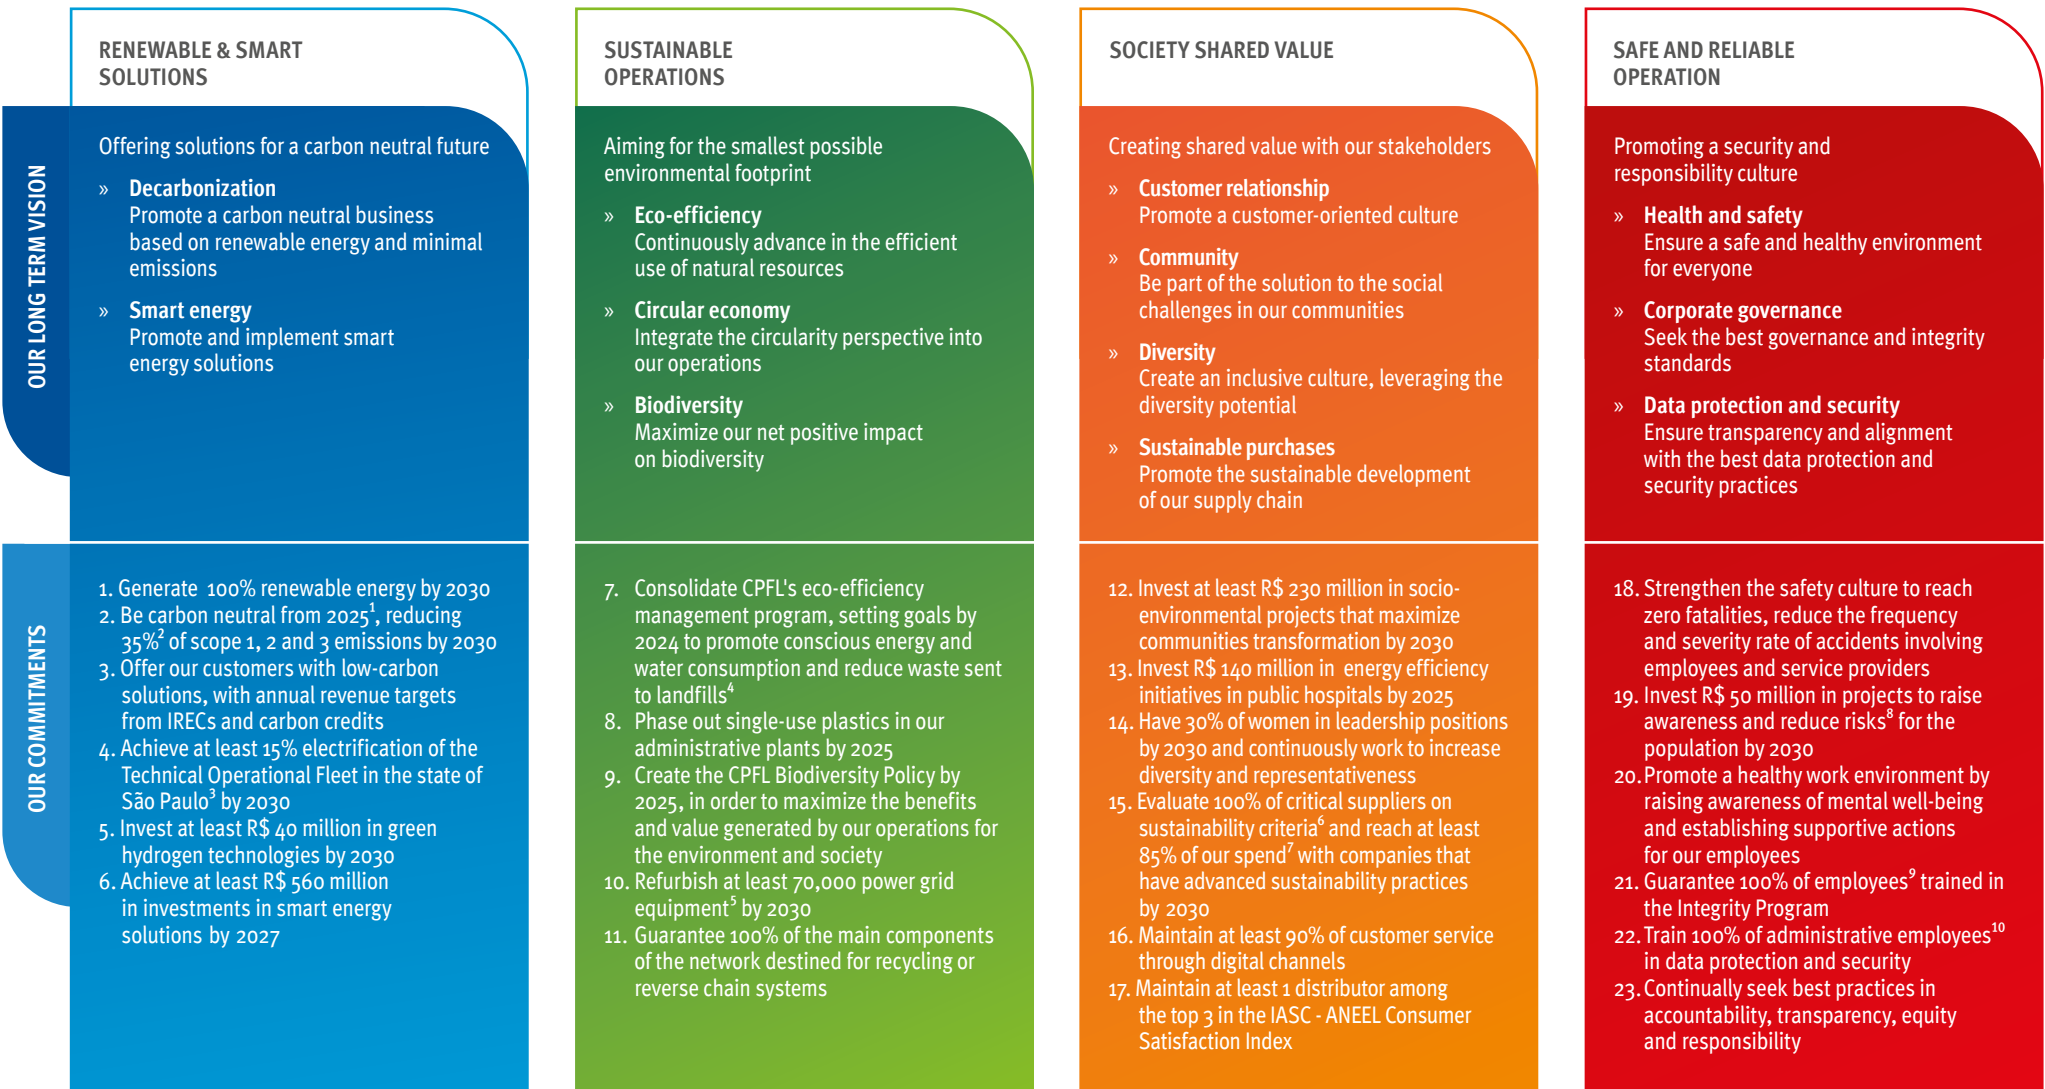 RENEWABLE & SMART
SOLUTIONS
OUR LONG TERM VISION
Offering solutions for a carbon neutral future
» Decarbonization
Promote a carbon neutral business
based on renewable energy and minimal
emissions
» Smart energy
Promote and implement smart
energy solutions
OUR COMMITMENTS
1. Generate 100% renewable energy by 2030
2. Be carbon neutral from 2025¹, reducing
35%² of scope 1, 2 and 3 emissions by 2030
3. Offer our customers with low-carbon
solutions, with annual revenue targets
from IRECs and carbon credits
4. Achieve at least 15% electrification of the
Technical Operational Fleet in the state of
São Paulo³ by 2030
5. Invest at least R$ 40 million in green
hydrogen technologies by 2030
6. Achieve at least R$ 560 million
in investments in smart energy
solutions by 2027
SUSTAINABLE
OPERATIONS
Aiming for the smallest possible
environmental footprint
» Eco-efficiency
Continuously advance in the efficient
use of natural resources
» Circular economy
Integrate the circularity perspective into
our operations
» Biodiversity
Maximize our net positive impact
on biodiversity
7. Consolidate CPFL's eco-efficiency
management program, setting goals by
2024 to promote conscious energy and
water consumption and reduce waste sent
to landfills⁴
8. Phase out single-use plastics in our
administrative plants by 2025
9. Create the CPFL Biodiversity Policy by
2025, in order to maximize the benefits
and value generated by our operations for
the environment and society
10. Refurbish at least 70,000 power grid
equipment⁵ by 2030
11. Guarantee 100% of the main components
of the network destined for recycling or
reverse chain systems
SOCIETY SHARED VALUE
Creating shared value with our stakeholders
» Customer relationship
Promote a customer-oriented culture
» Community
Be part of the solution to the social
challenges in our communities
» Diversity
Create an inclusive culture, leveraging the
diversity potential
» Sustainable purchases
Promote the sustainable development
of our supply chain
12. Invest at least R$ 230 million in socio-
environmental projects that maximize
communities transformation by 2030
13. Invest R$ 140 million in energy efficiency
initiatives in public hospitals by 2025
14. Have 30% of women in leadership positions
by 2030 and continuously work to increase
diversity and representativeness
15. Evaluate 100% of critical suppliers on
sustainability criteria⁶ and reach at least
85% of our spend⁷ with companies that
have advanced sustainability practices
by 2030
16. Maintain at least 90% of customer service
through digital channels
17. Maintain at least 1 distributor among
the top 3 in the IASC - ANEEL Consumer
Satisfaction Index
SAFE AND RELIABLE
OPERATION
Promoting a security and
responsibility culture
» Health and safety
Ensure a safe and healthy environment
for everyone
» Corporate governance
Seek the best governance and integrity
standards
» Data protection and security
Ensure transparency and alignment
with the best data protection and
security practices
18. Strengthen the safety culture to reach
zero fatalities, reduce the frequency
and severity rate of accidents involving
employees and service providers
19. Invest R$ 50 million in projects to raise
awareness and reduce risks⁸ for the
population by 2030
20. Promote a healthy work environment by
raising awareness of mental well-being
and establishing supportive actions
for our employees
21. Guarantee 100% of employees⁹ trained in
the Integrity Program
22. Train 100% of administrative employees¹⁰
in data protection and security
23. Continually seek best practices in
accountability, transparency, equity
and responsibility